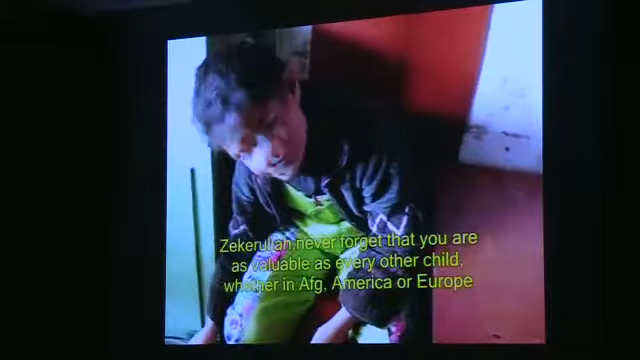 Zekerullah,never forget that you are
as valuable as every other child,
whether in Afg, America or Europe